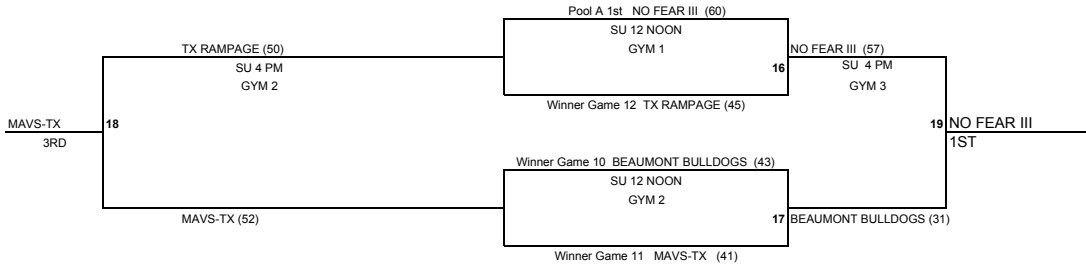 Pool A 1st NO FEAR III (60)
SU 12 NOON
GYM 1
TX RAMPAGE (50)
SU 4 PM
GYM 2
NO FEAR III (57)
SU 4 PM
GYM 3
16
Winner Game 12 TX RAMPAGE (45)
MAVS-TX
3RD
18
19
NO FEAR III
1ST
Winner Game 10 BEAUMONT BULLDOGS (43)
SU 12 NOON
GYM 2
MAVS-TX (52)
17
BEAUMONT BULLDOGS (31)
Winner Game 11 MAVS-TX (41)